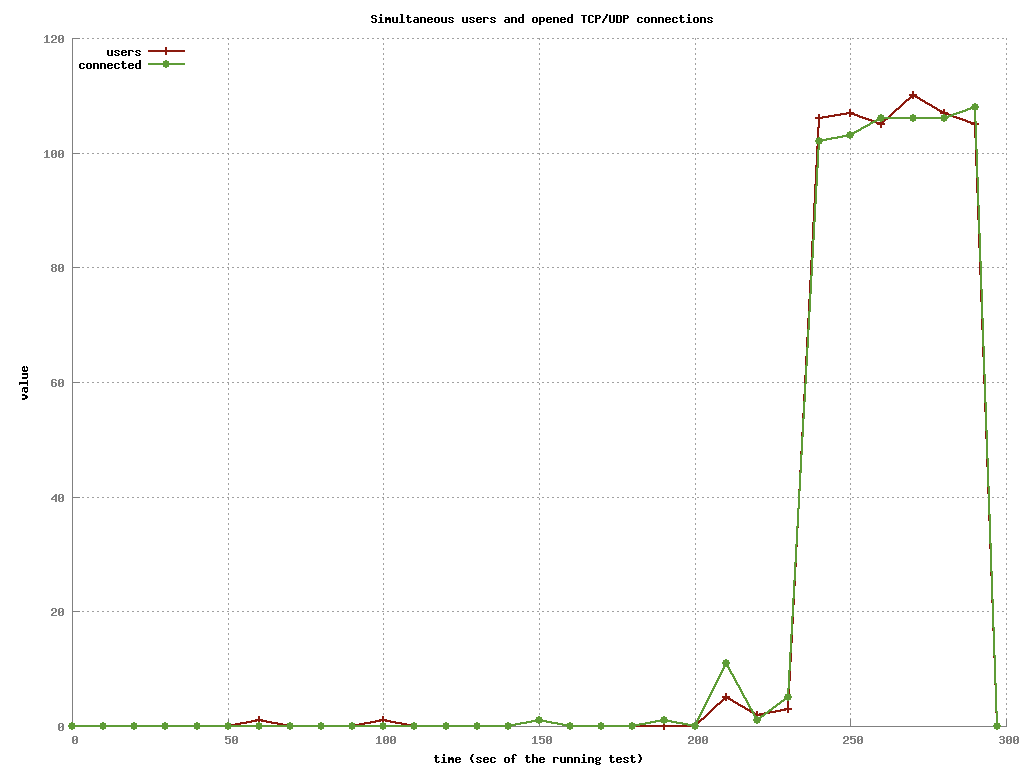 Simultaneous users and opened TCP/UDP connections
120
users
connected
100
80
value
60
40
20
0
0 50 100 150 200 250 300
time (sec of the running test)